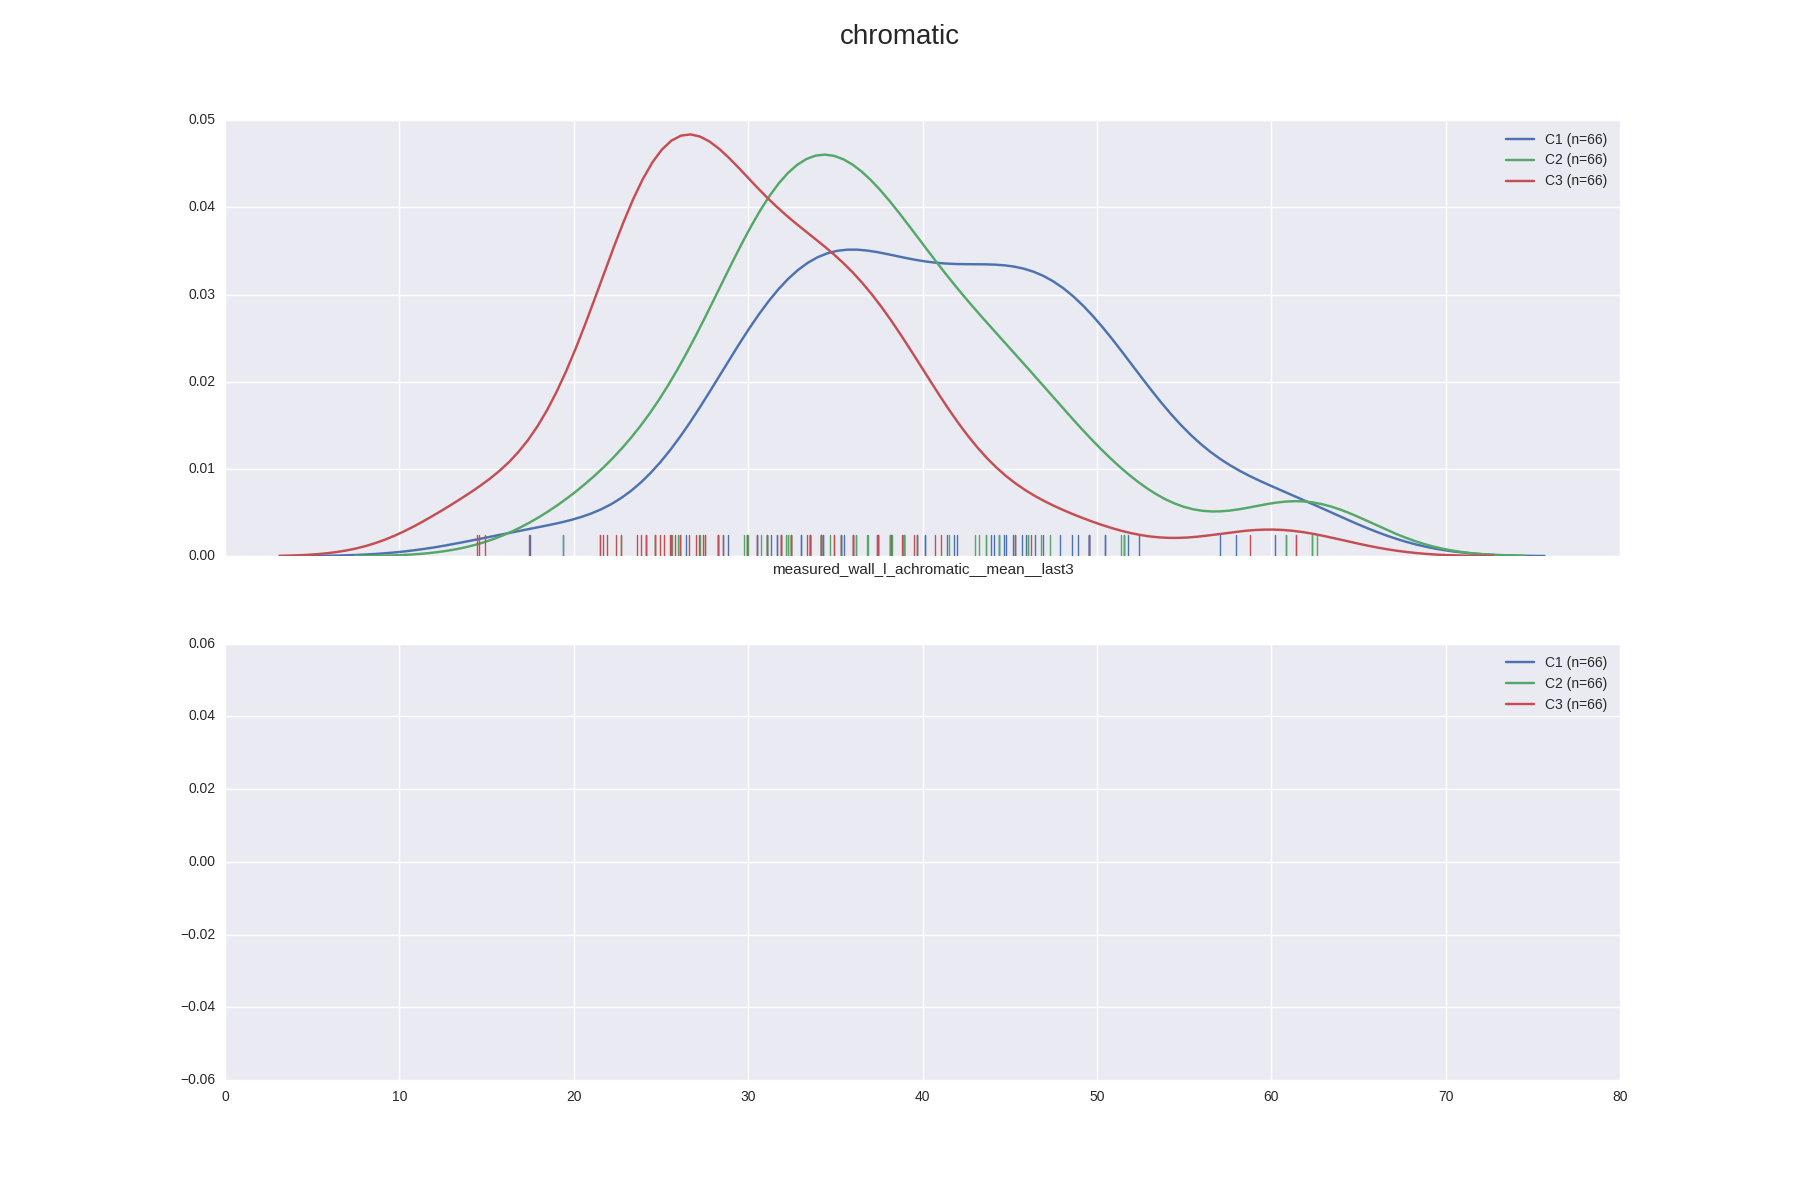 chromatic
0.05
0.04
0.03
0.02
0.01
0.00
C1 (n=66)
C2 (n=66)
C3 (n=66)
measured_wall_l_achromatic__mean__last3
0.06
0.04
0.02
0.00
−0.02
−0.04
−0.06
C1 (n=66)
C2 (n=66)
C3 (n=66)
0 10 20 30 40 50 60 70 80